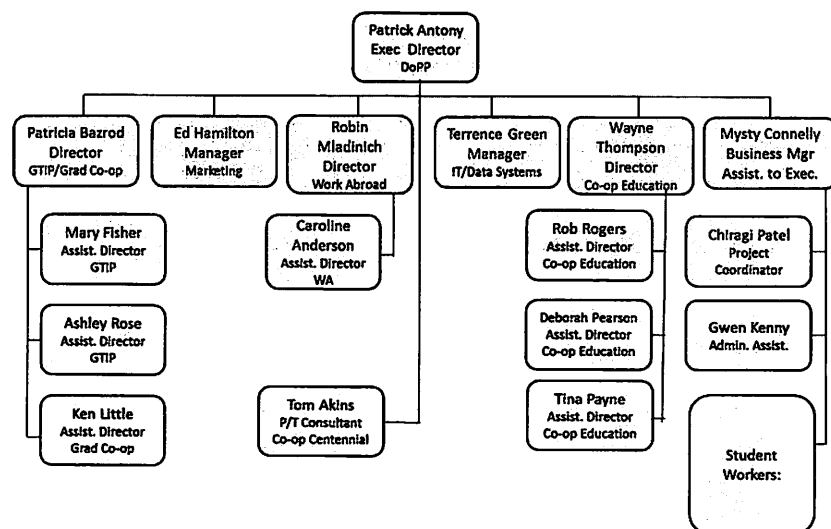 Patrick Antony
Exec Director
DoPP
Patricia Bazrod
Director
GTIP/Grad Co-op
Ed Hamilton
Manager
Marketing
Robin
Mladinich
Director
Work Abroad
Terrence Green
Manager
IT/Data Systems
Wayne
Thompson
Director
Co-op Education
Mysty Connelly
Business Mgr
Assist. to Exec.
Mary Fisher
Assist. Director
GTIP
Ashley Rose
Assist. Director
GTIP
Ken Little
Assist. Director
Grad Co-op
Caroline
Anderson
Assist. Director
WA
Tom Akins
P/T Consultant
Co-op Centennial
Rob Rogers
Assist. Director
Co-op Education
Deborah Pearson
Assist. Director
Co-op Education
Tina Payne
Assist. Director
Co-op Education
Chiragi Patel
Project
Coordinator
Gwen Kenny
Admin. Assist.
Student
Workers: